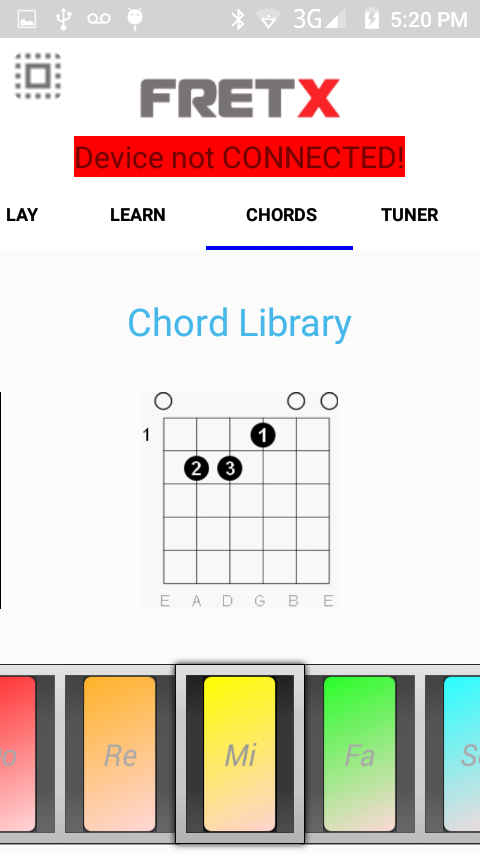 3G 5:20 PM
FRETX
Device not CONNECTED!
LAY LEARN CHORDS TUNER
Chord Library
1 1
2 3
E A D G B E
Re Mi Fa